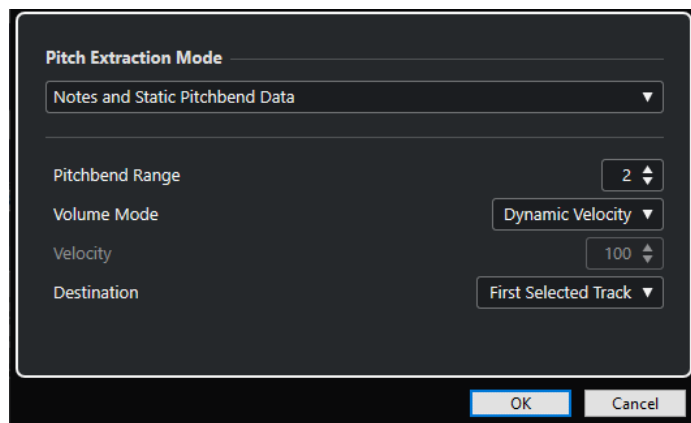 Pitch Extraction Mode
Notes and Static Pitchbend Data
Pitchbend Range 2
Volume Mode Dynamic Velocity
Velocity 100
Destination First Selected Track
OK Cancel